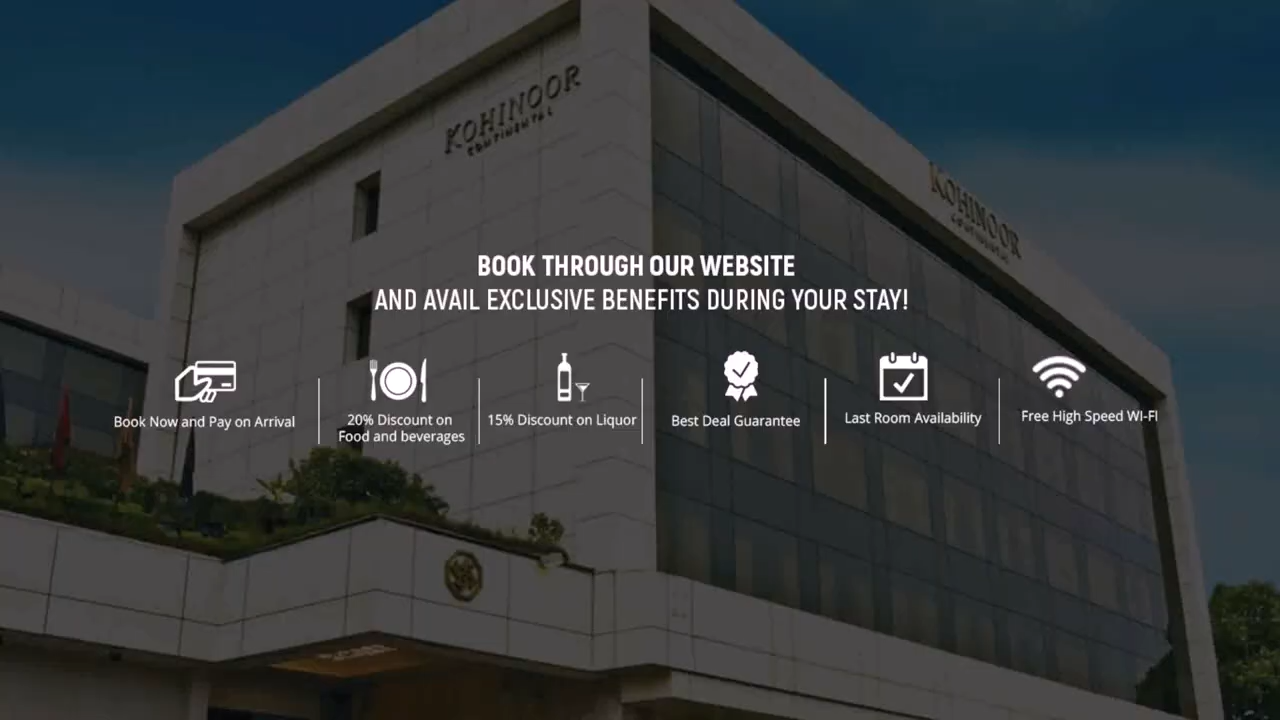 KOHINOOR
CONTINENTAL
KOHINOOR
CONTINENTAL
BOOK THROUGH OUR WEBSITE
AND AVAIL EXCLUSIVE BENEFITS DURING YOUR STAY!
Book Now and Pay on Arrival
20% Discount on
Food and beverages
15% Discount on Liquor
Best Deal Guarantee
Last Room Availability
Free High Speed WI-FI